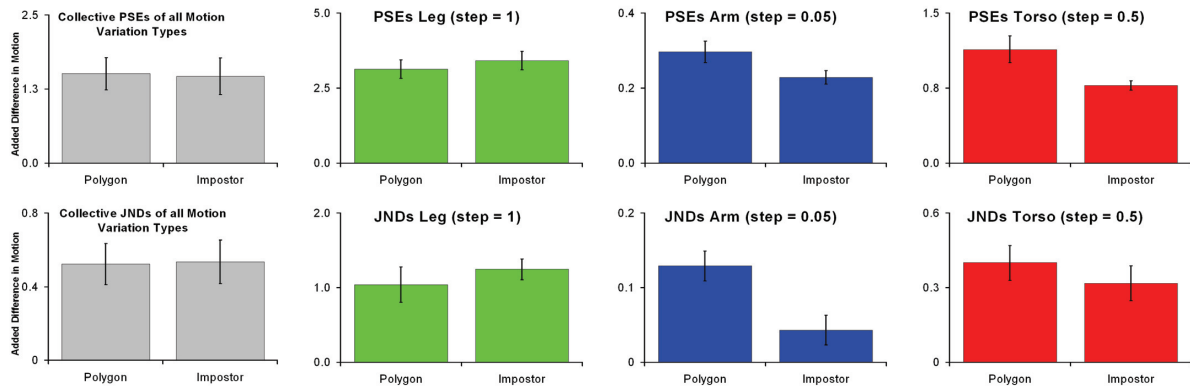 Collective PSEs of all Motion
Variation Types
Added Difference in Motion
2.5
1.3
0.0
Polygon Impostor
PSEs Leg (step = 1)
5.0
2.5
0.0
Polygon Impostor
PSEs Arm (step = 0.05)
0.4
0.2
0.0
Polygon Impostor
PSEs Torso (step = 0.5)
1.5
0.8
0.0
Polygon Impostor
Collective JNDs of all Motion
Variation Types
Added Difference in Motion
0.8
0.4
0
Polygon Impostor
JNDs Leg (step = 1)
2.0
1.0
0.0
Polygon Impostor
JNDs Arm (step = 0.05)
0.2
0.1
0
Polygon Impostor
JNDs Torso (step = 0.5)
0.6
0.3
0
Polygon Impostor